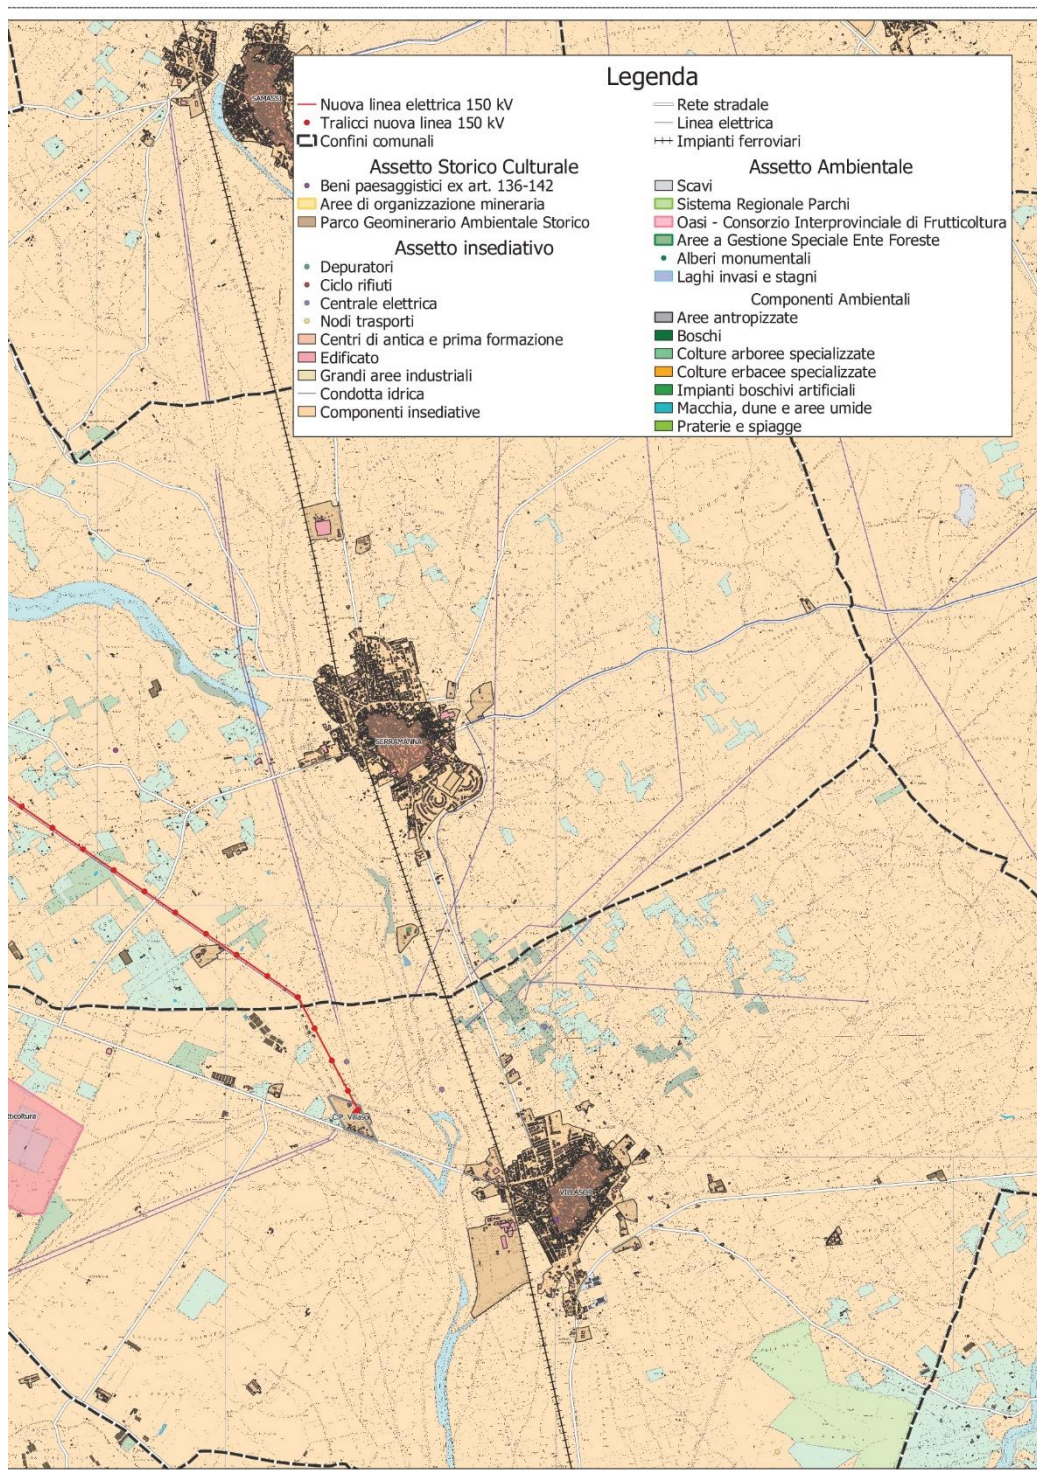 SAMASSI
Legenda
Nuova linea elettrica 150 kV
Tralicci nuova linea 150 kV
Confini comunali
Assetto Storico Culturale
Beni paesaggistici ex art. 136-142
Aree di organizzazione mineraria
Parco Geominerario Ambientale Storico
Assetto insediativo
Depuratori
Ciclo rifiuti
Centrale elettrica
Nodi trasporti
Centri di antica e prima formazione
Edificato
Grandi aree industriali
Condotta idrica
Componenti insediative
Rete stradale
Linea elettrica
Impianti ferroviari
Assetto Ambientale
Scavi
Sistema Regionale Parchi
Oasi - Consorzio Interprovinciale di Frutticoltura
Aree a Gestione Speciale Ente Foreste
Alberi monumentali
Laghi invasi e stagni
Componenti Ambientali
Aree antropizzate
Boschi
Colture arboree specializzate
Colture erbacee specializzate
Impianti boschivi artificiali
Macchia, dune e aree umide
Praterie e spiagge
SERRAMANNA
C.P. Villasor
tticoltura
VILLASOR